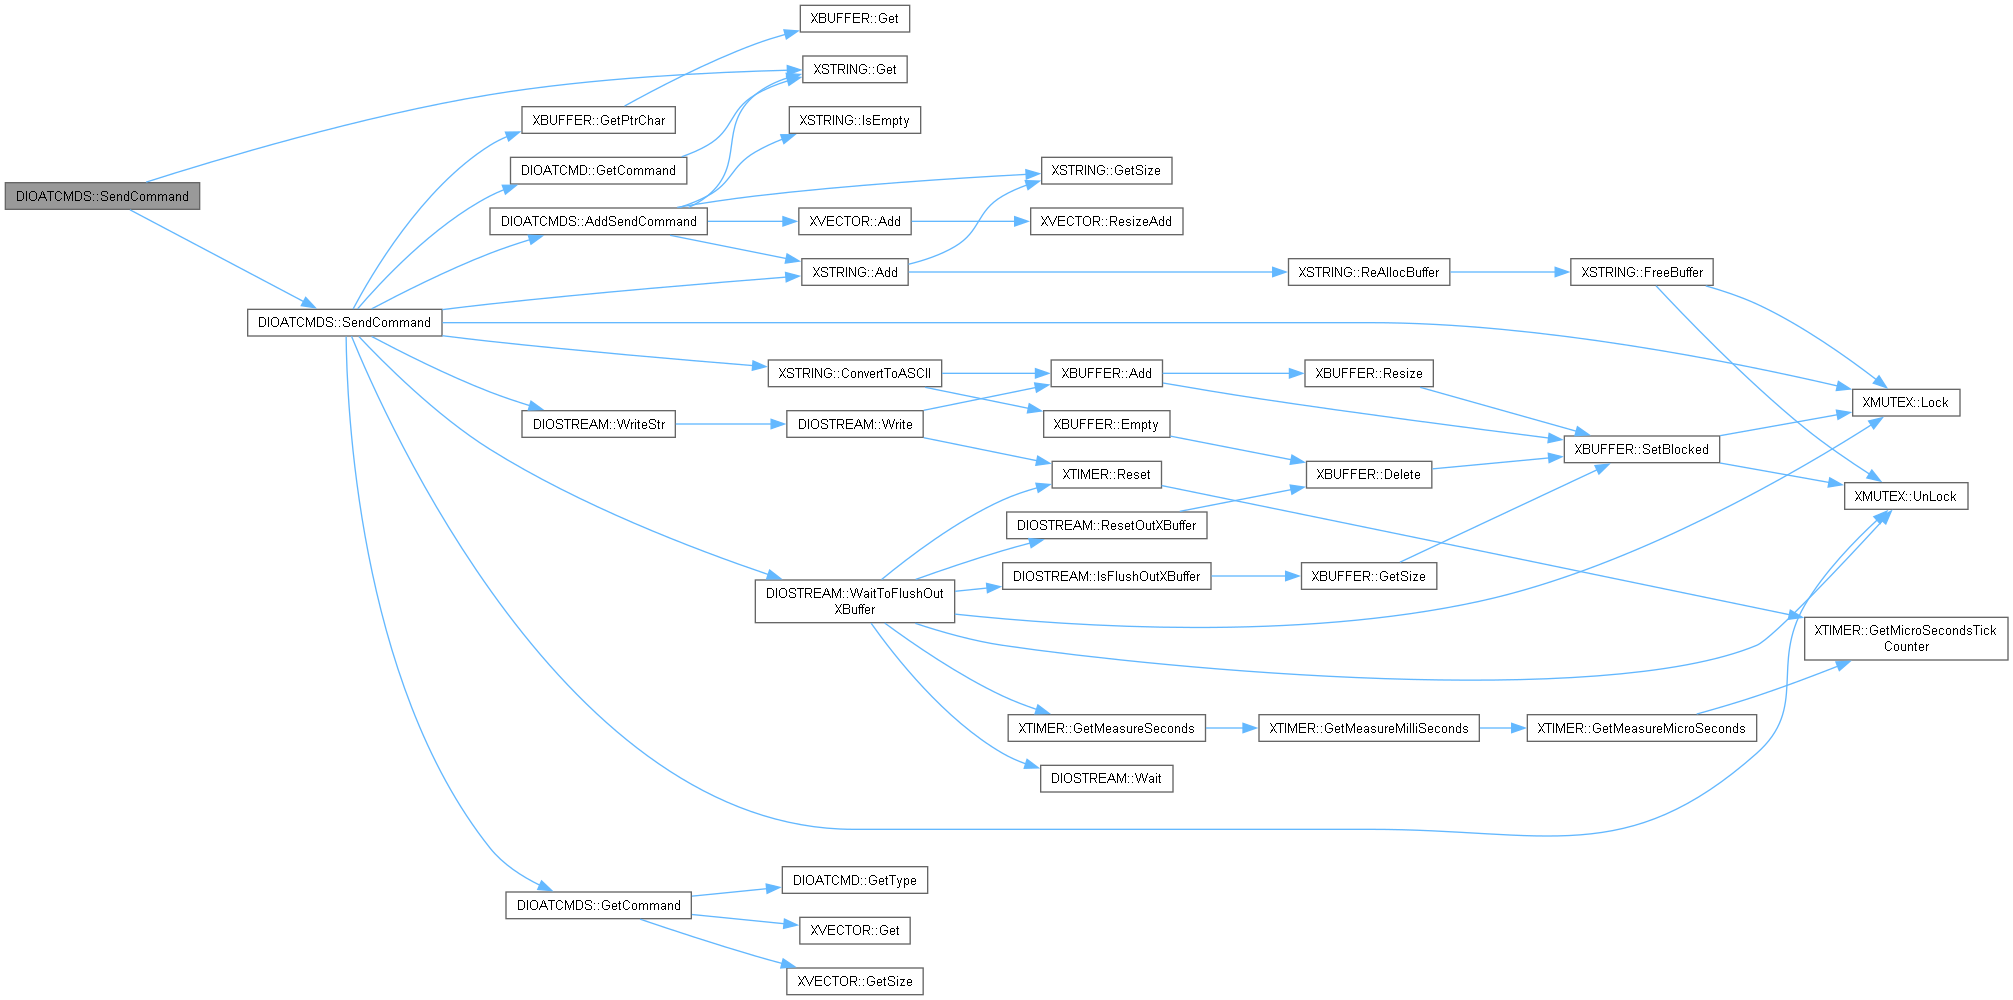 XBUFFER::Get
XSTRING::Get
XBUFFER::GetPtrChar
XSTRING::IsEmpty
DIOATCMD::GetCommand
XSTRING::GetSize
DIOATCMDS::SendCommand
DIOATCMDS::AddSendCommand
XVECTOR::Add
XVECTOR::ResizeAdd
XSTRING::Add
XSTRING::ReAllocBuffer
XSTRING::FreeBuffer
DIOATCMDS::SendCommand
XSTRING::ConvertToASCII
XBUFFER::Add
XBUFFER::Resize
XMUTEX::Lock
DIOSTREAM::WriteStr
DIOSTREAM::Write
XBUFFER::Empty
XBUFFER::SetBlocked
XTIMER::Reset
XBUFFER::Delete
XMUTEX::UnLock
DIOSTREAM::ResetOutXBuffer
DIOSTREAM::IsFlushOutXBuffer
XBUFFER::GetSize
DIOSTREAM::WaitToFlushOut
XBuffer
XTIMER::GetMicroSecondsTick
Counter
XTIMER::GetMeasureSeconds
XTIMER::GetMeasureMilliSeconds
XTIMER::GetMeasureMicroSeconds
DIOSTREAM::Wait
DIOATCMD::GetType
DIOATCMDS::GetCommand
XVECTOR::Get
XVECTOR::GetSize